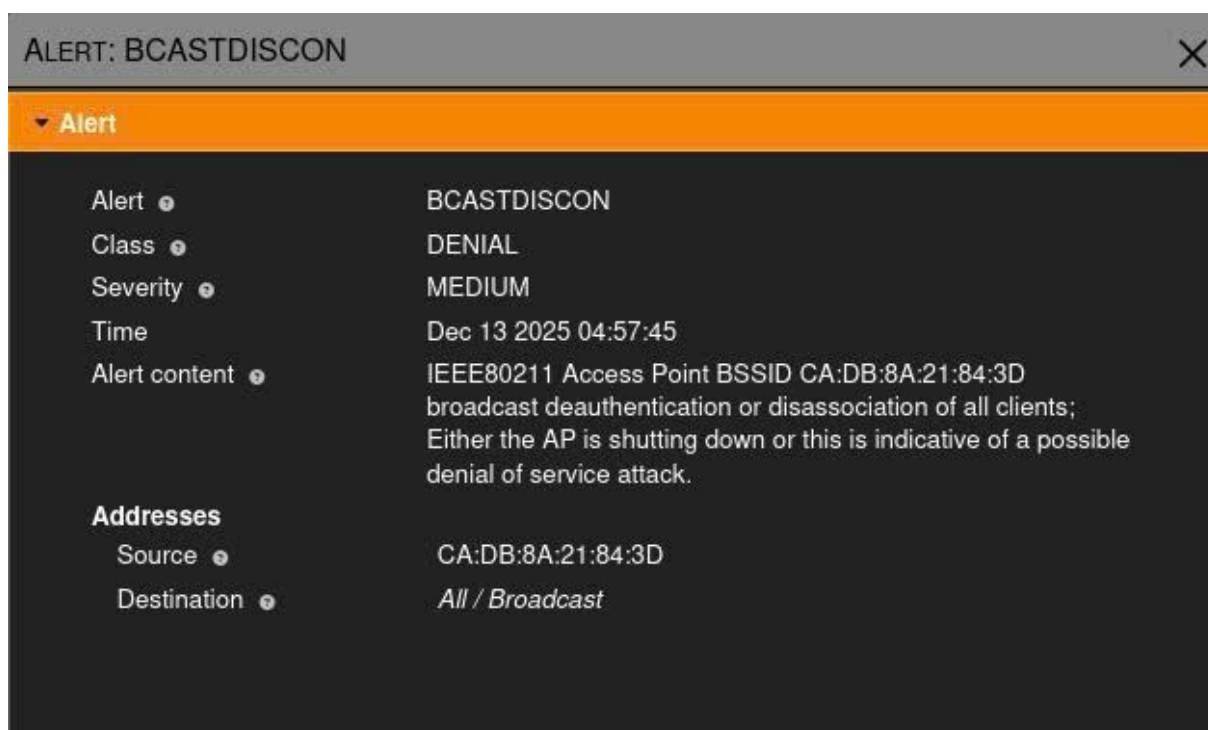 ALERT: BCASTDISCON
Alert
Alert BCASTDISCON
Class DENIAL
Severity MEDIUM
Time Dec 13 2025 04:57:45
Alert content IEEE80211 Access Point BSSID CA:DB:8A:21:84:3D
broadcast deauthentication or disassociation of all clients;
Either the AP is shutting down or this is indicative of a possible
denial of service attack.
Addresses
Source CA:DB:8A:21:84:3D
Destination All / Broadcast